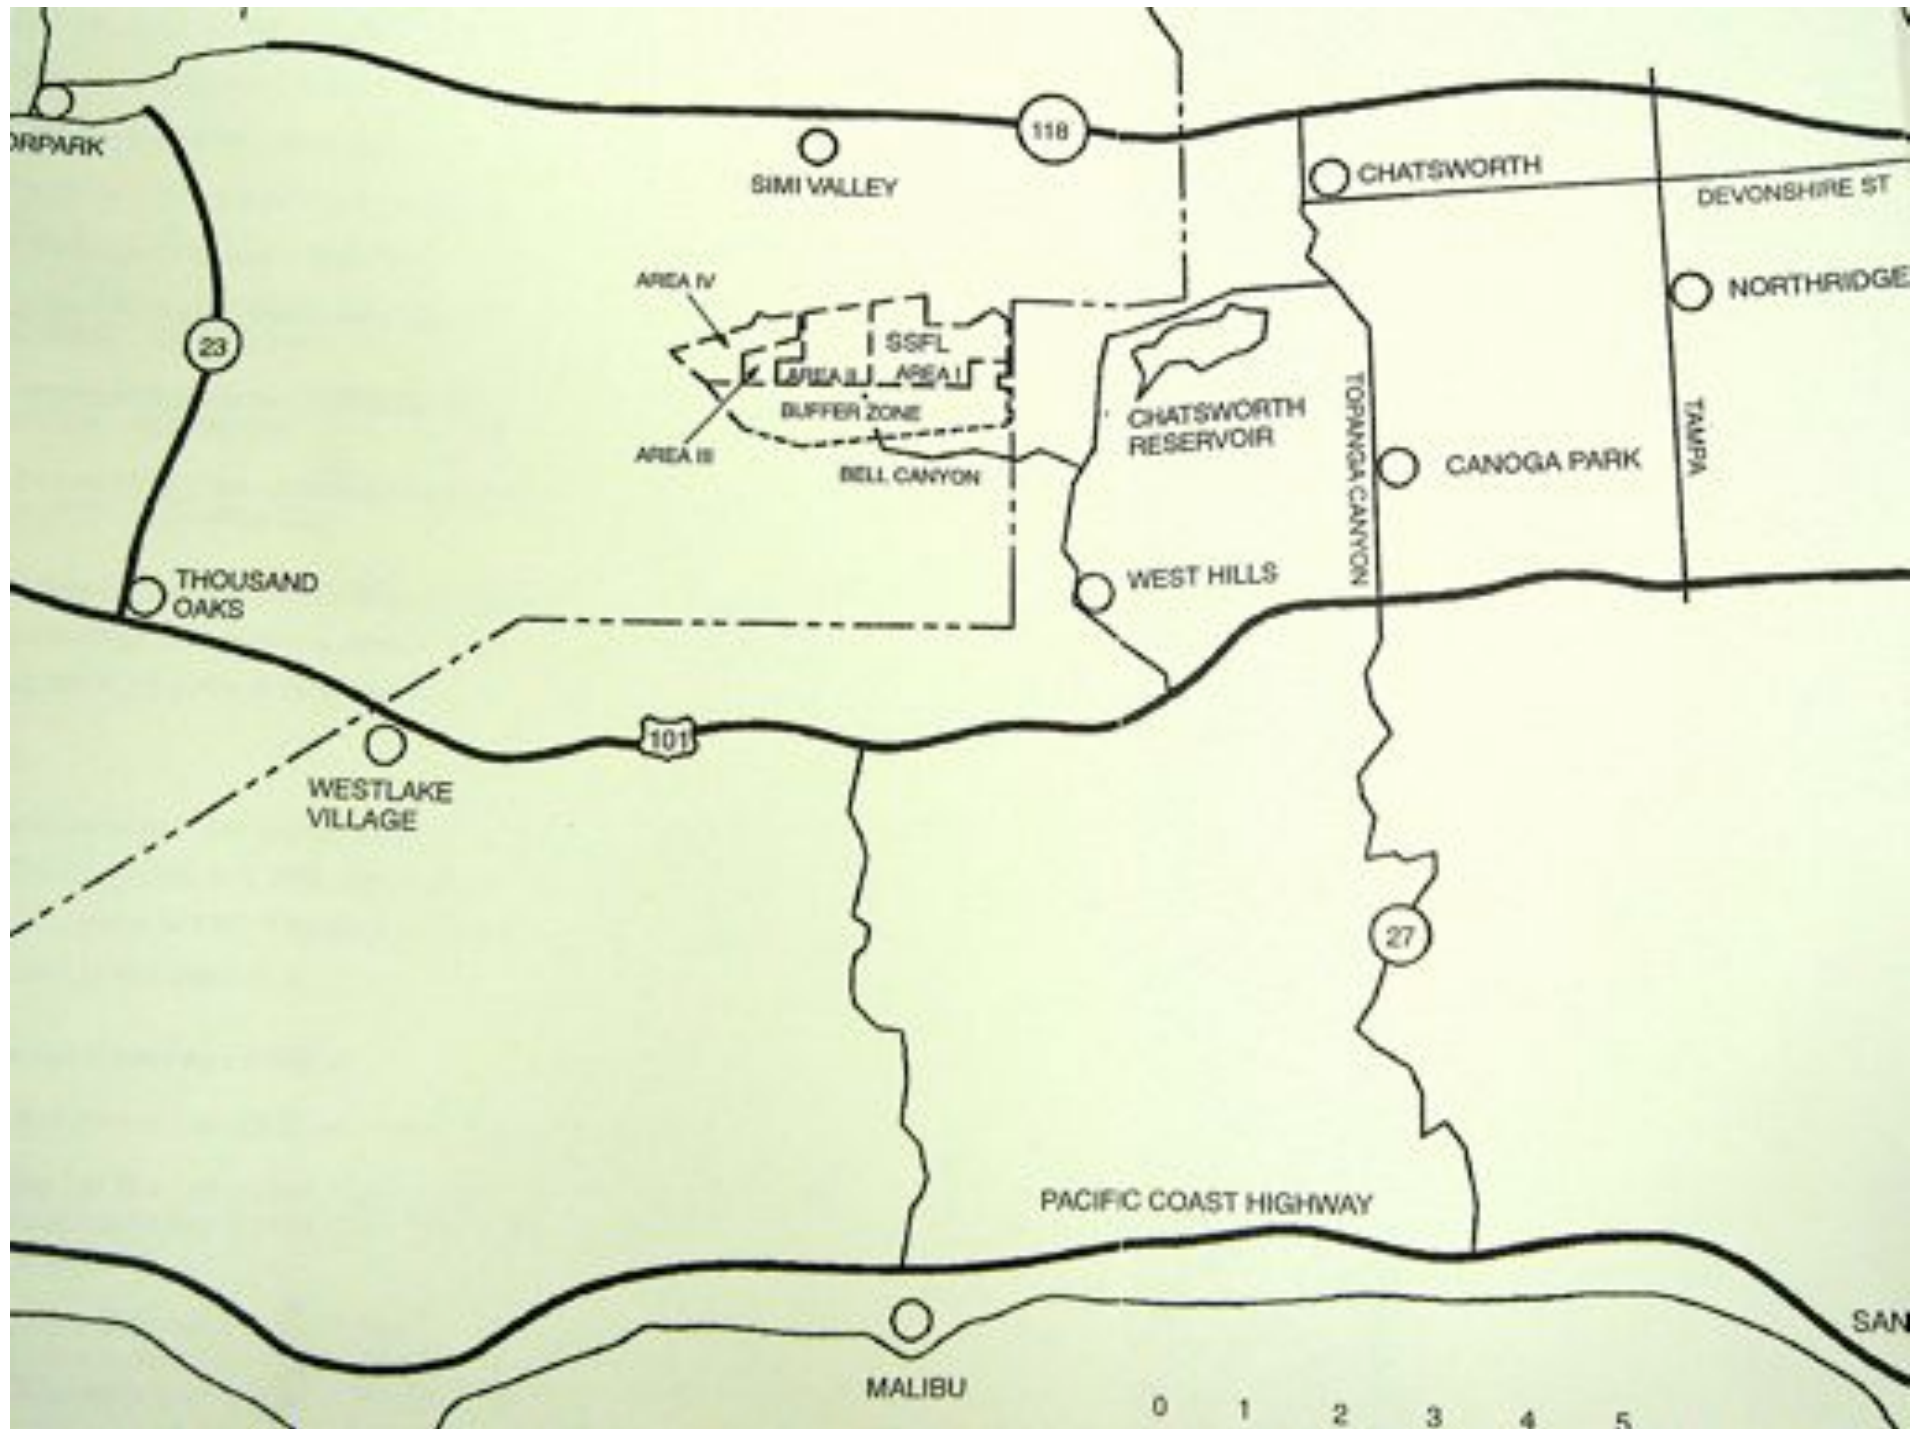 118
ORPARK
SIMI VALLEY
CHATSWORTH
DEVONSHIRE ST
AREA IV
NORTHRIDGE
23
SSFL
AREA II
AREA I
BUFFER ZONE
CHATSWORTH
RESERVOIR
TOPANGA CANYON
TAMPA
AREA III
BELL CANYON
CANOGA PARK
THOUSAND
OAKS
WEST HILLS
101
WESTLAKE
VILLAGE
27
PACIFIC COAST HIGHWAY
SAN
MALIBU
0 1 2 3 4 5